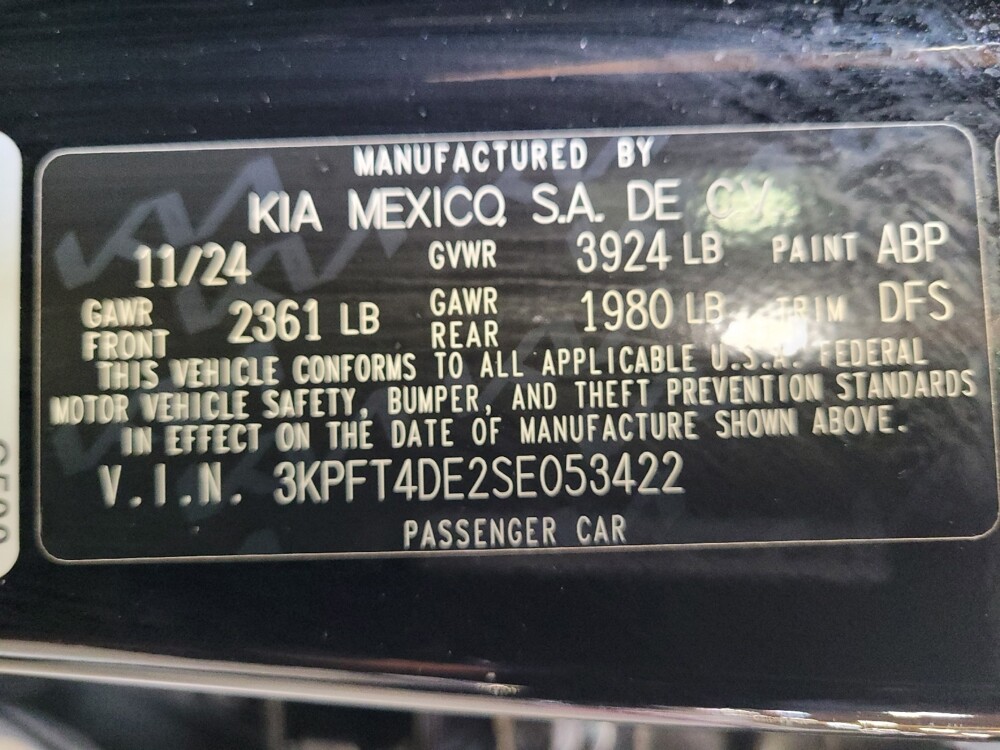 MANUFACTURED BY
KIA MEXICO, S.A. DE C.V.
11/24 GVWR 3924 LB PAINT ABP
GAWR FRONT 2361 LB GAWR REAR 1980 LB TRIM DFS
THIS VEHICLE CONFORMS TO ALL APPLICABLE U.S.A. FEDERAL
MOTOR VEHICLE SAFETY, BUMPER, AND THEFT PREVENTION STANDARDS
IN EFFECT ON THE DATE OF MANUFACTURE SHOWN ABOVE.
V.I.N. 3KPFT4DE2SE053422
PASSENGER CAR